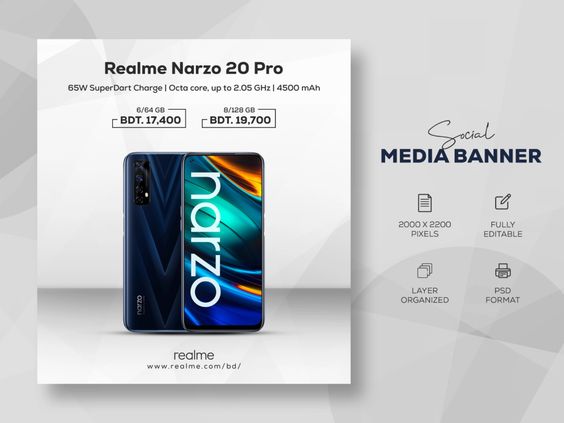 Realme Narzo 20 Pro
65W SuperDart Charge | Octa core, up to 2.05 GHz | 4500 mAh
6/64 GB
BDT. 17,400
8/128 GB
BDT. 19,700
narzo
narzo
realme
www.realme.com/bd/
Social
MEDIA BANNER
2000 X 2200
PIXELS
FULLY
EDITABLE
LAYER
ORGANIZED
PSD
FORMAT